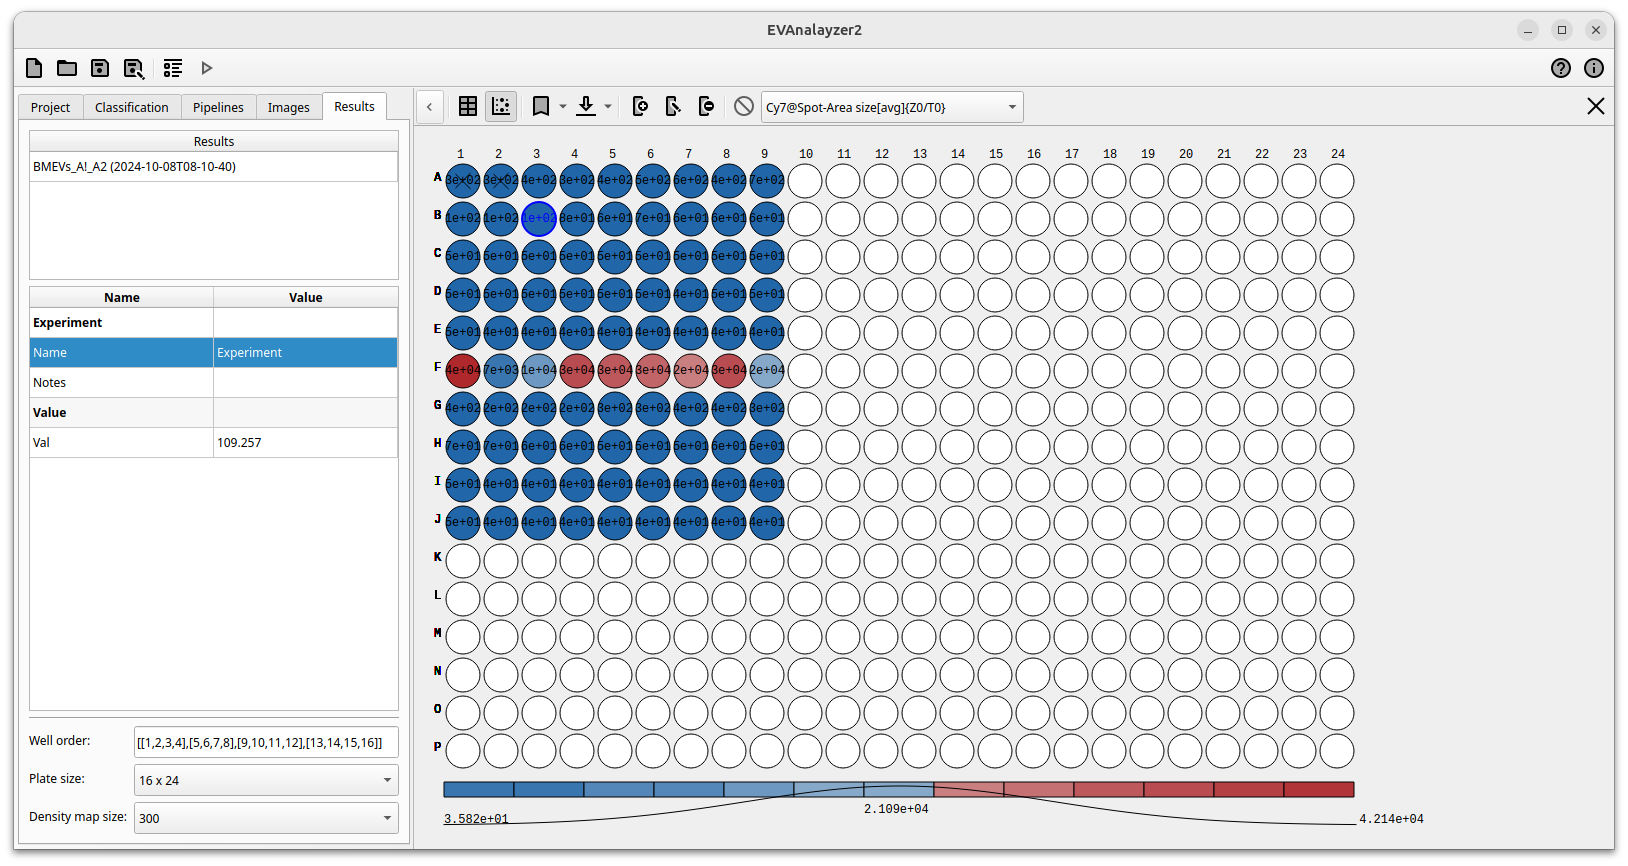 EVAnalayzer2
Project Classification Pipelines Images Results
Cy7@Spot-Area size[avg]{Z0/T0}
Results
BMEVs_A!_A2 (2024-10-08T08-10-40)
Name Value
Experiment
Name Experiment
Notes
Value
Val 109.257
Well order: [[1,2,3,4],[5,6,7,8],[9,10,11,12],[13,14,15,16]]
Plate size: 16 x 24
Density map size: 300
1 2 3 4 5 6 7 8 9 10 11 12 13 14 15 16 17 18 19 20 21 22 23 24
A 3e+02 3e+02 4e+02 3e+02 4e+02 5e+02 6e+02 4e+02 7e+02
B 1e+02 1e+02 1e+02 8e+01 6e+01 7e+01 6e+01 6e+01 6e+01
C 6e+01 5e+01 5e+01 5e+01 5e+01 5e+01 5e+01 5e+01 5e+01
D 5e+01 5e+01 5e+01 5e+01 5e+01 5e+01 4e+01 5e+01 5e+01
E 5e+01 4e+01 4e+01 4e+01 4e+01 4e+01 4e+01 4e+01 4e+01
F 4e+04 7e+03 1e+04 3e+04 3e+04 3e+04 2e+04 3e+04 2e+04
G 4e+02 2e+02 2e+02 2e+02 3e+02 3e+02 4e+02 4e+02 3e+02
H 7e+01 7e+01 6e+01 6e+01 5e+01 5e+01 6e+01 6e+01 5e+01
I 5e+01 4e+01 4e+01 4e+01 4e+01 4e+01 4e+01 4e+01 4e+01
J 5e+01 4e+01 4e+01 4e+01 4e+01 4e+01 4e+01 4e+01 4e+01
K
L
M
N
O
P
3.582e+01 2.109e+04 4.214e+04